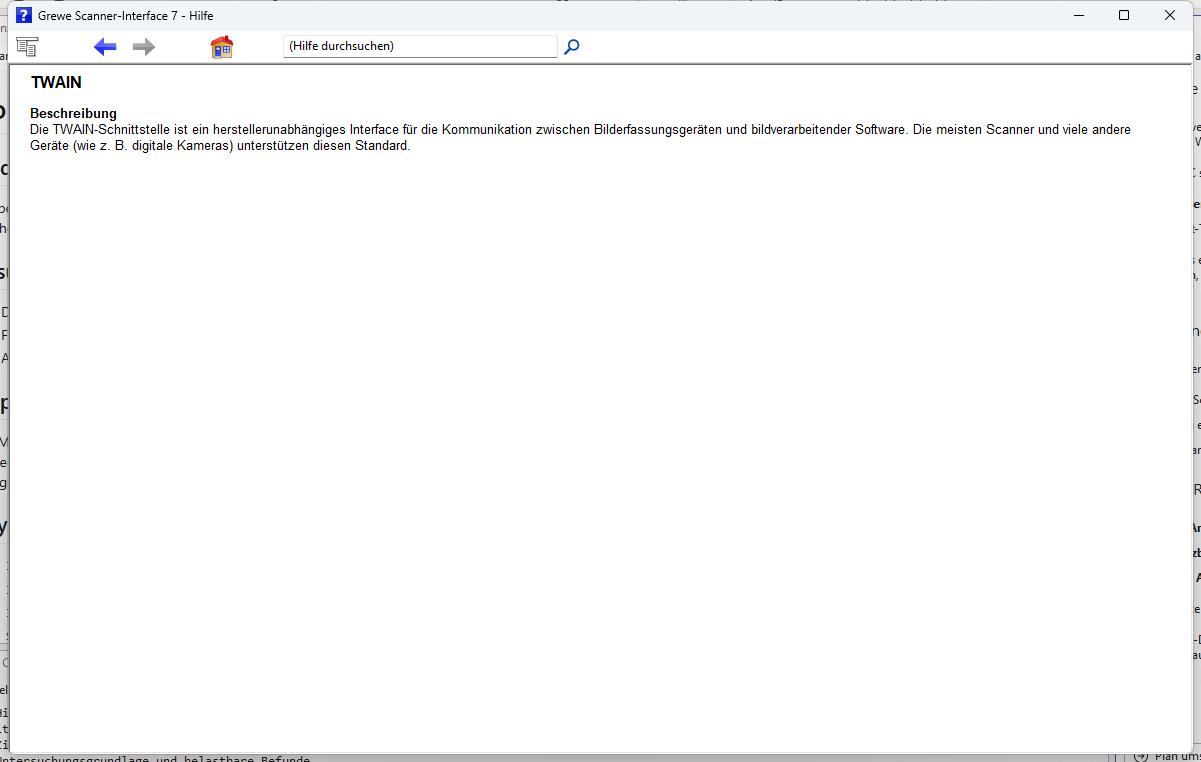 Grewe Scanner-Interface 7 - Hilfe
(Hilfe durchsuchen)
TWAIN
Beschreibung
Die TWAIN-Schnittstelle ist ein herstellerunabhängiges Interface für die Kommunikation zwischen Bilderfassungsgeräten und bildverarbeitender Software. Die meisten Scanner und viele andere
Geräte (wie z. B. digitale Kameras) unterstützen diesen Standard.
und belastbare Befunde
Plan